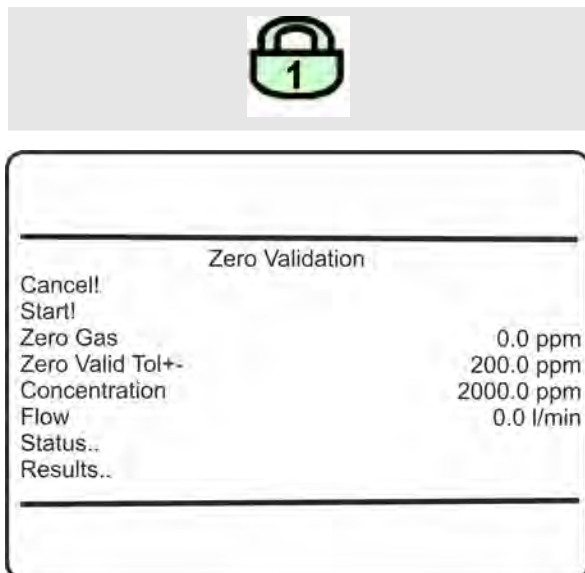 1
Zero Validation
Cancel!
Start!
Zero Gas 0.0 ppm
Zero Valid Tol+- 200.0 ppm
Concentration 2000.0 ppm
Flow 0.0 l/min
Status..
Results..